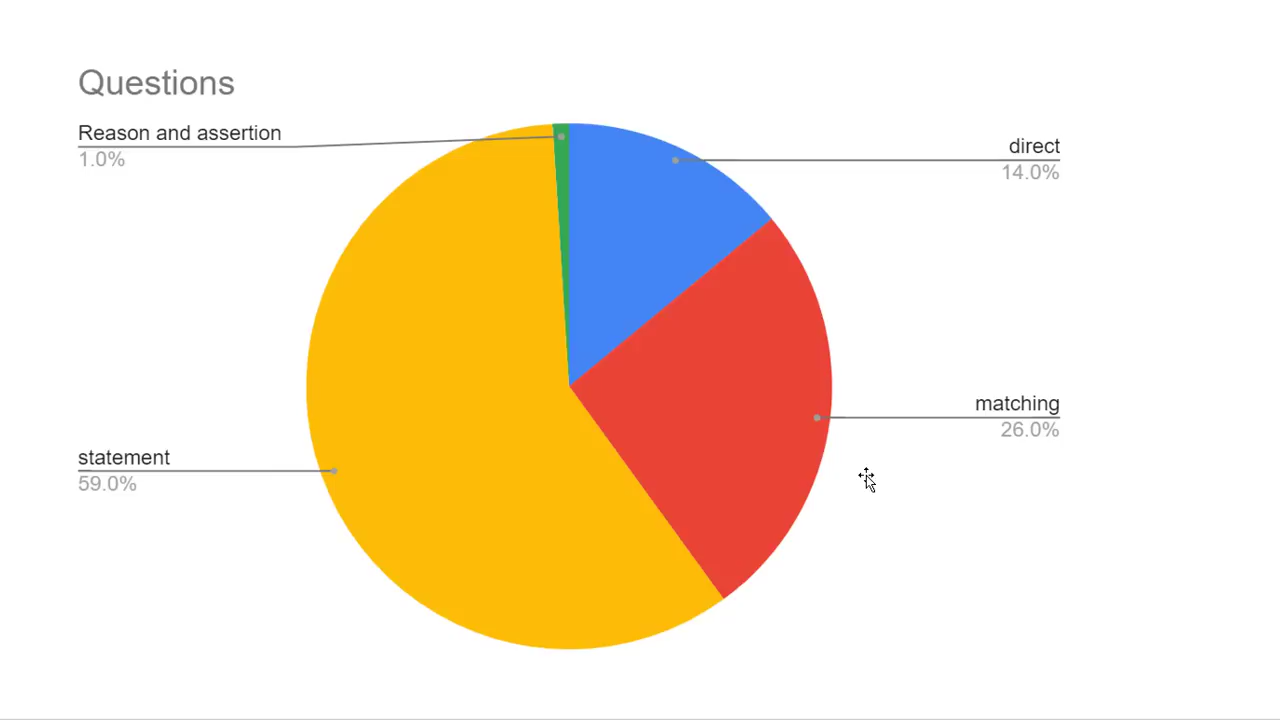 Questions
Reason and assertion
1.0%
direct
14.0%
matching
26.0%
statement
59.0%